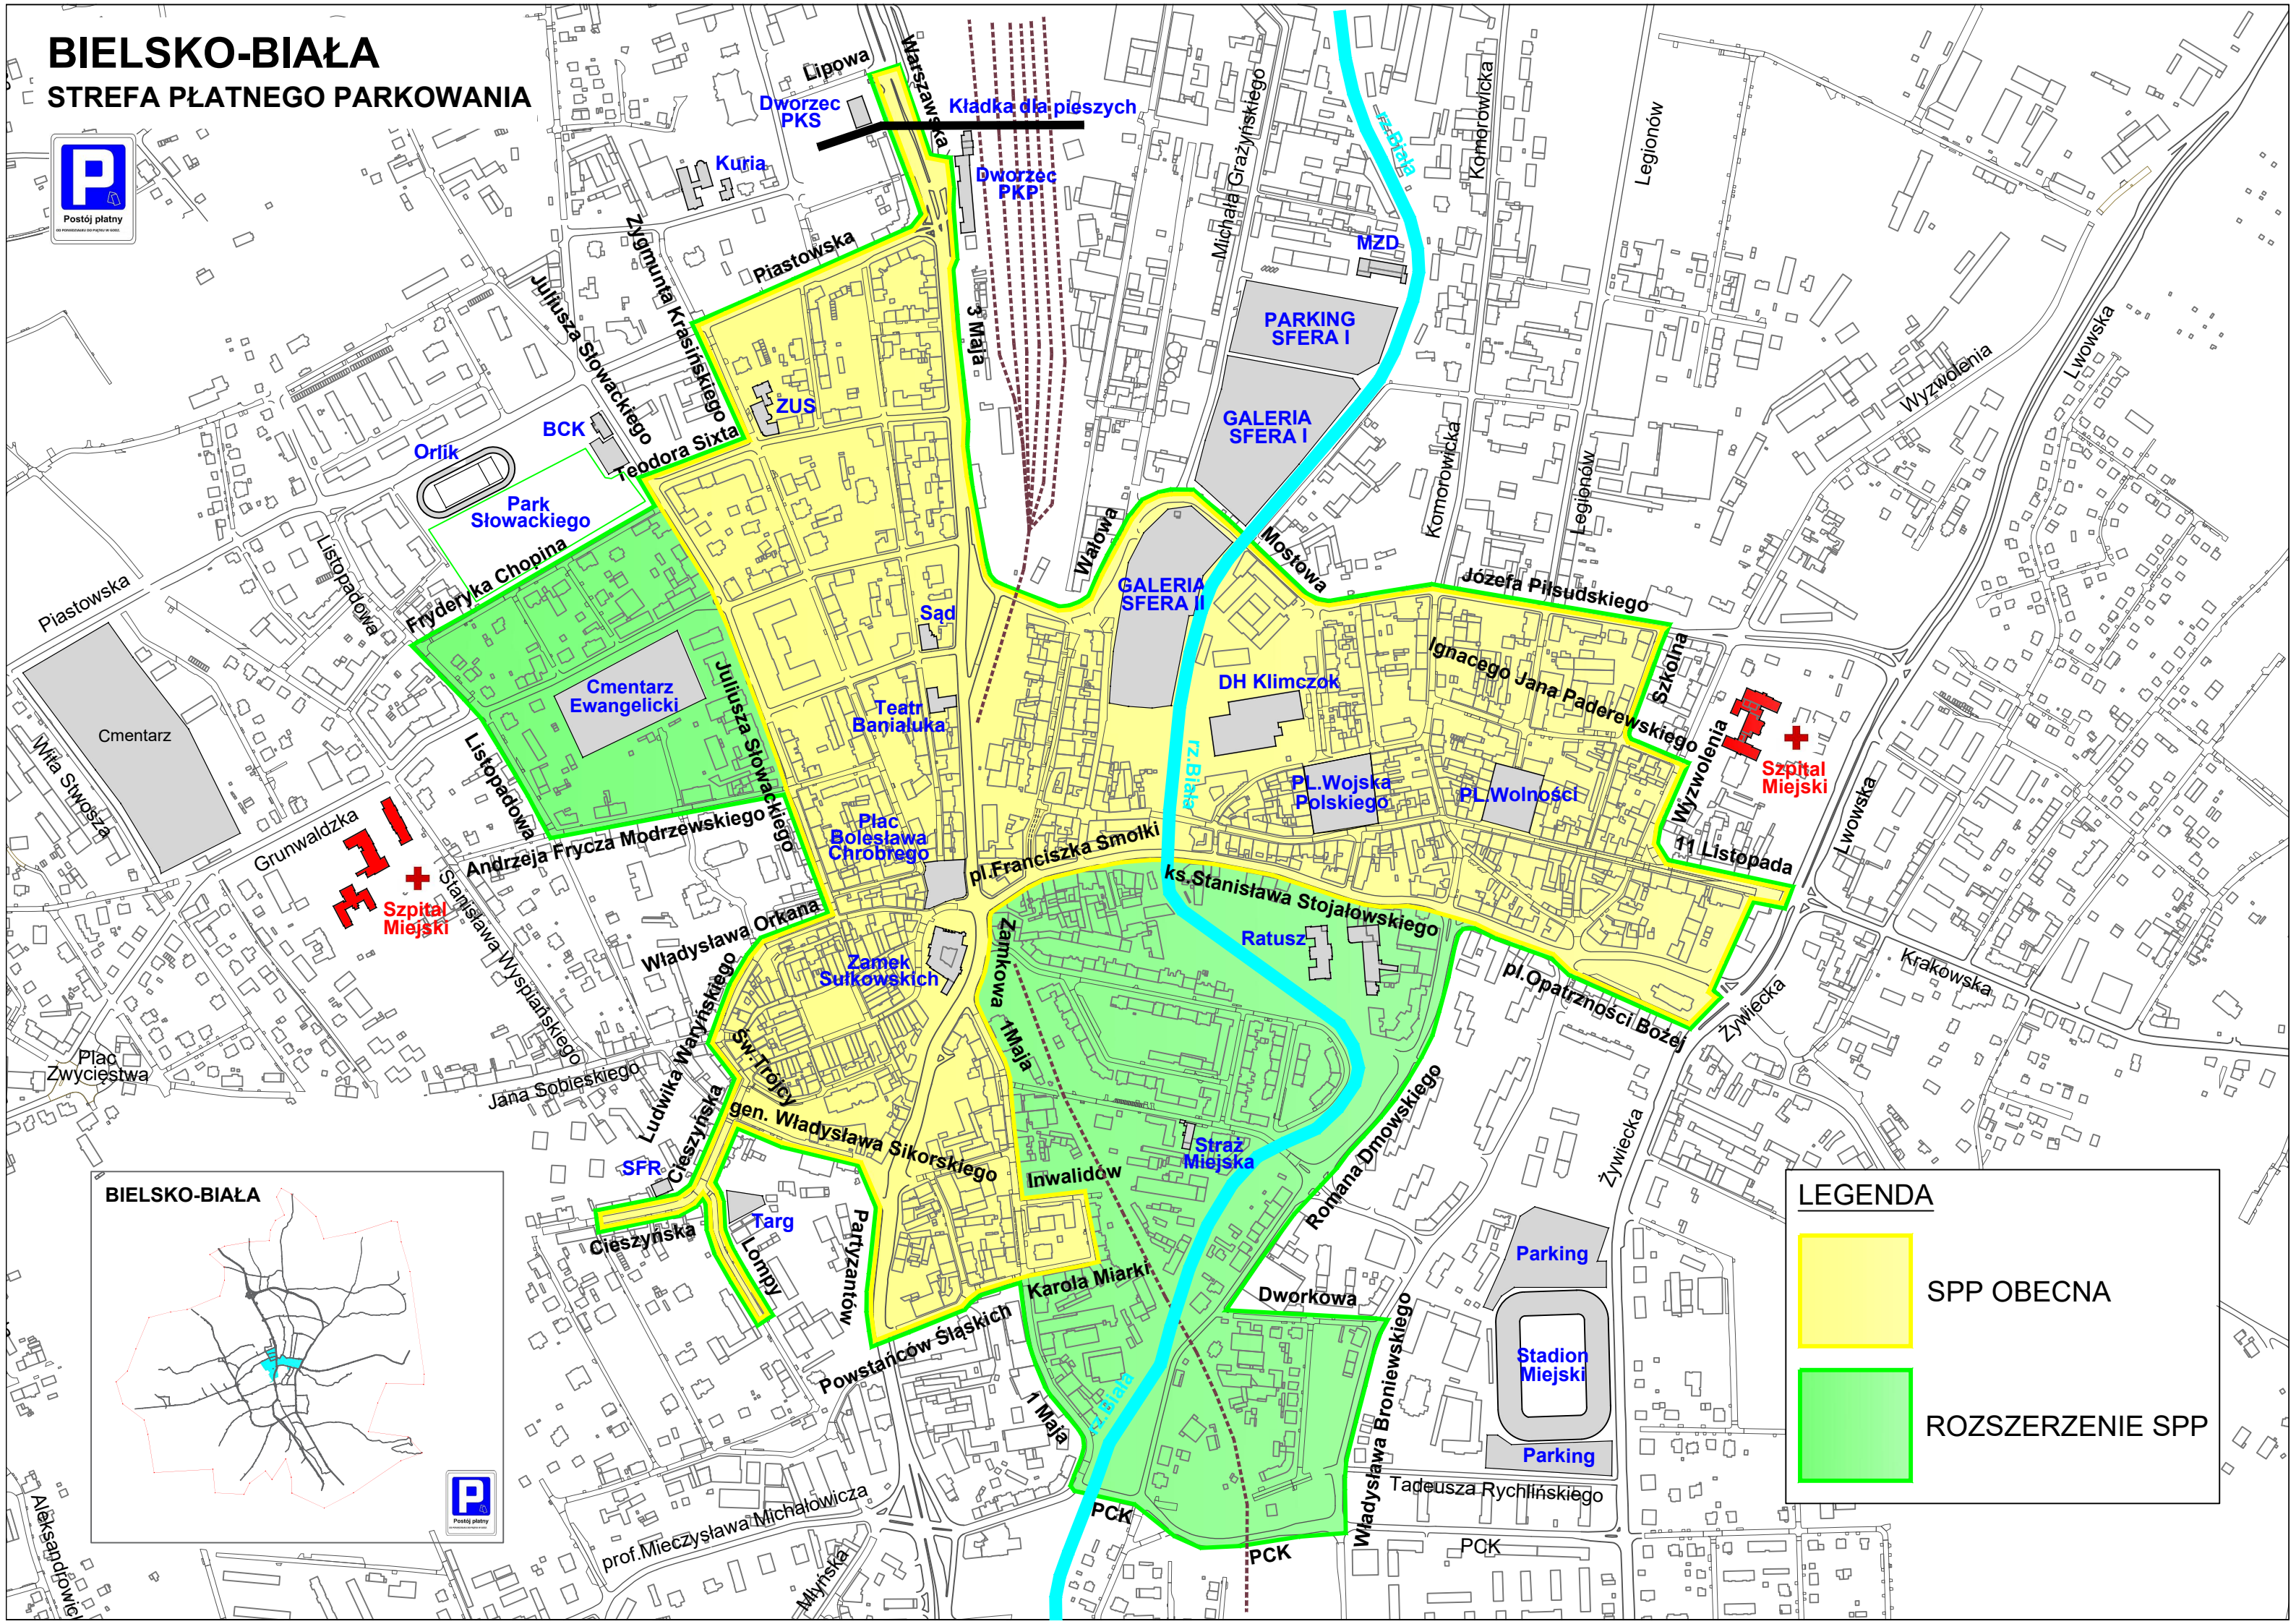 BIELSKO-BIAŁA
STREFA PŁATNEGO PARKOWANIA
P
Postój płatny
Lipowa
Warszawska
Dworzec
PKS
Kładka dla pieszych
Kuria
Dworzec
PKP
Michała Grażyńskiego
rz.Biała
Komorowicka
Legionów
MZD
Zygmunta Krasińskiego
Piastowska
Juliusza Słowackiego
3 Maja
PARKING
SFERA I
Lwowska
Wyzwolenia
GALERIA
SFERA I
ZUS
BCK
Teodora Sixta
Orlik
Park
Słowackiego
Komorowicka
Legionów
Wałowa
Mostowa
Listopadowa
Fryderyka Chopina
Piastowska
GALERIA
SFERA II
Józefa Piłsudskiego
Sąd
Ignacego Jana Paderewskiego
Szkolna
Cmentarz
Ewangelicki
Juliusza Słowackiego
DH Klimczok
Teatr
Banialuka
Cmentarz
Wita Stwosza
Listopadowa
rz.Biała
PL.Wojska
Polskiego
PL.Wolności
Wyzwolenia
Szpital
Miejski
Lwowska
Plac
Bolesława
Chrobrego
pl.Franciszka Smolki
Grunwaldzka
Andrzeja Frycza Modrzewskiego
11 Listopada
ks.Stanisława Stojałowskiego
Szpital
Miejski
Stanisława Wyspiańskiego
Władysława Orkana
Zamkowa
Ratusz
Zamek
Sułkowskich
Krakowska
pl.Opatrzności Bożej
Żywiecka
Ludwika Waryńskiego
Św.Trójcy
1Maja
Plac
Zwycięstwa
Jana Sobieskiego
Cieszyńska
gen. Władysława Sikorskiego
Romana Dmowskiego
Żywiecka
Straż
Miejska
SFR
Inwalidów
Targ
Cieszyńska
Lompy
Partyzantów
Karola Miarki
Dworkowa
Powstańców Śląskich
Władysława Broniewskiego
Parking
Stadion
Miejski
Parking
1 Maja
rz.Biała
PCK
PCK
Tadeusza Rychlińskiego
PCK
prof.Mieczysława Michałowicza
Młyńska
Aleksandrowicka
BIELSKO-BIAŁA
P
Postój płatny
LEGENDA
SPP OBECNA
ROZSZERZENIE SPP